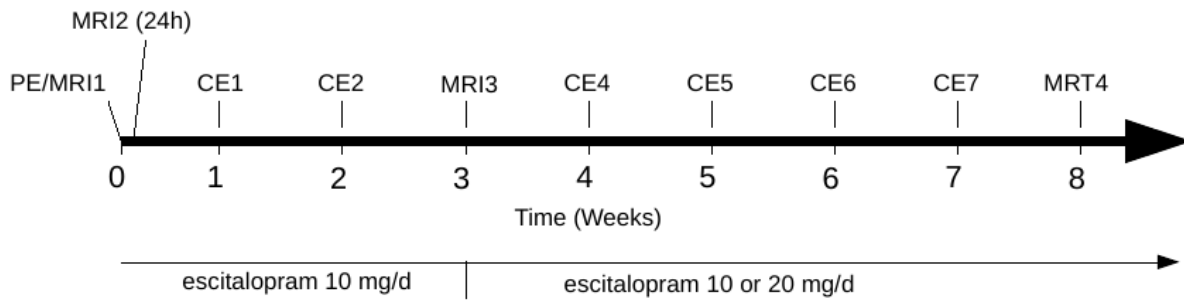 MRI2 (24h)
PE/MRI1 CE1 CE2 MRI3 CE4 CE5 CE6 CE7 MRT4
0 1 2 3 4 5 6 7 8
Time (Weeks)
escitalopram 10 mg/d escitalopram 10 or 20 mg/d